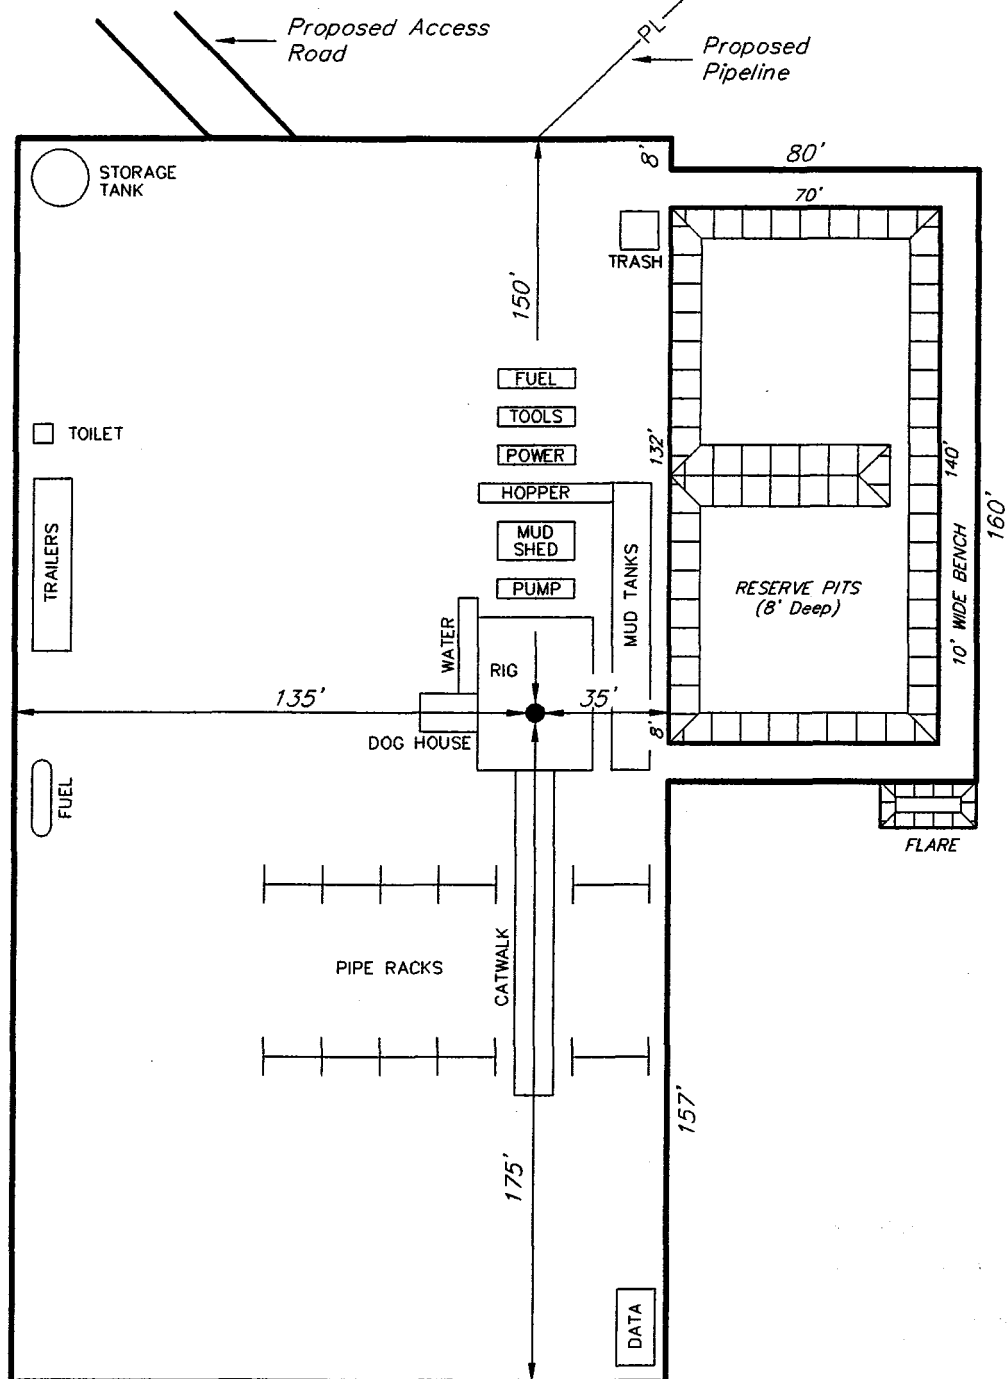 Proposed Access
Road
PL
Proposed
Pipeline
STORAGE
TANK
8'
80'
70'
TRASH
150'
FUEL
TOOLS
TOILET
POWER
132'
140'
HOPPER
160'
TRAILERS
MUD
SHED
MUD TANKS
10' WIDE BENCH
PUMP
RESERVE PITS
(8' Deep)
WATER
RIG
135'
35'
8'
DOG HOUSE
FUEL
FLARE
CATWALK
PIPE RACKS
157'
175'
DATA